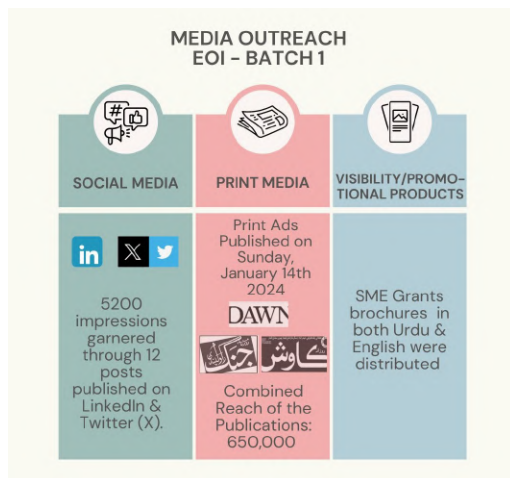 MEDIA OUTREACH
EOI - BATCH 1
#
SOCIAL MEDIA
PRINT MEDIA
VISIBILITY/PROMO-
TIONAL PRODUCTS
in
X
5200
impressions
garnered
through 12
posts
published on
LinkedIn &
Twitter (X).
Print Ads
Published on
Sunday,
January 14th
2024
DAWN
جنگ
کاوش
Combined
Reach of the
Publications:
650,000
SME Grants
brochures in
both Urdu &
English were
distributed